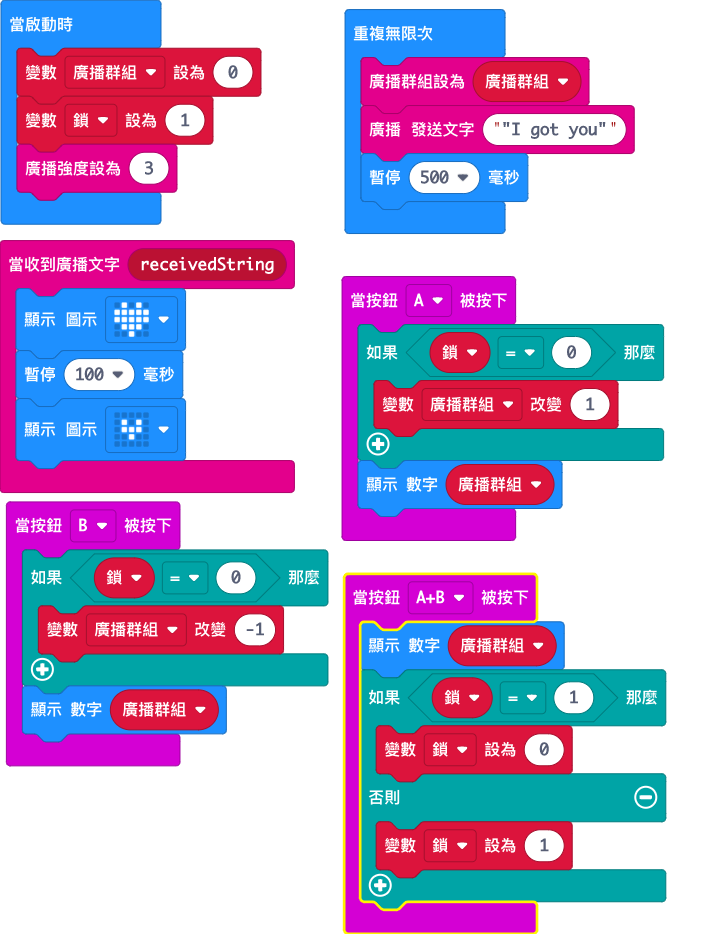 當啟動時
變數 廣播群組 設為 0
變數 鎖 設為 1
廣播強度設為 3
重複無限次
廣播群組設為 廣播群組
廣播 發送文字 ""I got you""
暫停 500 毫秒
當收到廣播文字 receivedString
顯示 圖示
暫停 100 毫秒
顯示 圖示
當按鈕 A 被按下
如果 鎖 = 0 那麼
變數 廣播群組 改變 1
顯示 數字 廣播群組
當按鈕 B 被按下
如果 鎖 = 0 那麼
變數 廣播群組 改變 -1
顯示 數字 廣播群組
當按鈕 A+B 被按下
顯示 數字 廣播群組
如果 鎖 = 1 那麼
變數 鎖 設為 0
否則
變數 鎖 設為 1